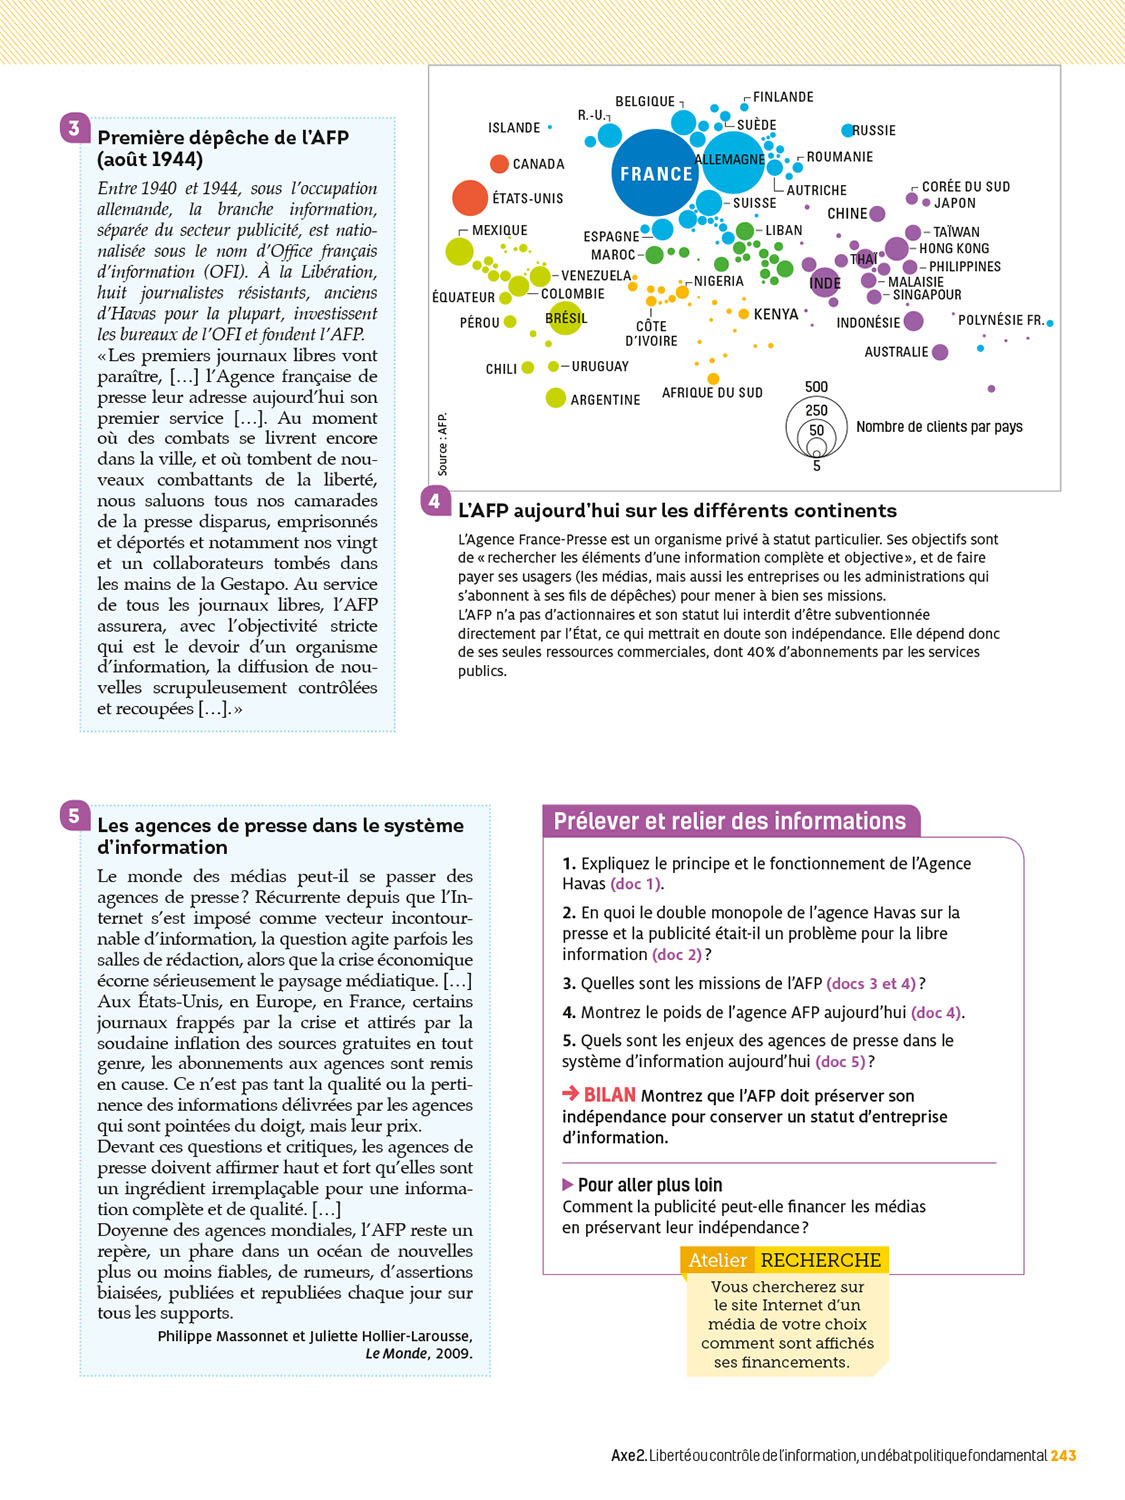 3
Première dépêche de l'AFP
(août 1944)
Entre 1940 et 1944, sous l'occupation
allemande, la branche information,
séparée du secteur publicité, est natio-
nalisée sous le nom d'Office français
d'information (OFI). À la Libération,
huit journalistes résistants, anciens
d'Havas pour la plupart, investissent
les bureaux de l'OFI et fondent l'AFP.
«Les premiers journaux libres vont
paraître, […] l'Agence française de
presse leur adresse aujourd'hui son
premier service […]. Au moment
où des combats se livrent encore
dans la ville, et où tombent de nou-
veaux combattants de la liberté,
nous saluons tous nos camarades
de la presse disparus, emprisonnés
et déportés et notamment nos vingt
et un collaborateurs tombés dans
les mains de la Gestapo. Au service
de tous les journaux libres, l'AFP
assurera, avec l'objectivité stricte
qui est le devoir d'un organisme
d'information, la diffusion de nou-
velles scrupuleusement contrôlées
et recoupées […].»
BELGIQUE
FINLANDE
R.-U.
ISLANDE
SUÈDE
RUSSIE
CANADA
FRANCE
ALLEMAGNE
ROUMANIE
ÉTATS-UNIS
AUTRICHE
CORÉE DU SUD
SUISSE
CHINE
JAPON
MEXIQUE
ESPAGNE
LIBAN
TAÏWAN
MAROC
THAÏ
HONG KONG
PHILIPPINES
VENEZUELA
NIGERIA
INDE
MALAISIE
ÉQUATEUR
COLOMBIE
SINGAPOUR
PÉROU
BRÉSIL
CÔTE
D'IVOIRE
KENYA
INDONÉSIE
POLYNÉSIE FR.
CHILI
URUGUAY
AUSTRALIE
ARGENTINE
AFRIQUE DU SUD
500
250
50
5
Nombre de clients par pays
Source : AFP.
4
L'AFP aujourd'hui sur les différents continents
L'Agence France-Presse est un organisme privé à statut particulier. Ses objectifs sont
de «rechercher les éléments d'une information complète et objective», et de faire
payer ses usagers (les médias, mais aussi les entreprises ou les administrations qui
s'abonnent à ses fils de dépêches) pour mener à bien ses missions.
L'AFP n'a pas d'actionnaires et son statut lui interdit d'être subventionnée
directement par l'État, ce qui mettrait en doute son indépendance. Elle dépend donc
de ses seules ressources commerciales, dont 40% d'abonnements par les services
publics.
5
Les agences de presse dans le système
d'information
Le monde des médias peut-il se passer des
agences de presse? Récurrente depuis que l'In-
ternet s'est imposé comme vecteur incontour-
nable d'information, la question agite parfois les
salles de rédaction, alors que la crise économique
écorne sérieusement le paysage médiatique. […]
Aux États-Unis, en Europe, en France, certains
journaux frappés par la crise et attirés par la
soudaine inflation des sources gratuites en tout
genre, les abonnements aux agences sont remis
en cause. Ce n'est pas tant la qualité ou la perti-
nence des informations délivrées par les agences
qui sont pointées du doigt, mais leur prix.
Devant ces questions et critiques, les agences de
presse doivent affirmer haut et fort qu'elles sont
un ingrédient irremplaçable pour une informa-
tion complète et de qualité. […]
Doyenne des agences mondiales, l'AFP reste un
repère, un phare dans un océan de nouvelles
plus ou moins fiables, de rumeurs, d'assertions
biaisées, publiées et republiées chaque jour sur
tous les supports.
Philippe Massonnet et Juliette Hollier-Larousse,
Le Monde, 2009.
Prélever et relier des informations
1. Expliquez le principe et le fonctionnement de l'Agence
Havas (doc 1).
2. En quoi le double monopole de l'agence Havas sur la
presse et la publicité était-il un problème pour la libre
information (doc 2)?
3. Quelles sont les missions de l'AFP (docs 3 et 4)?
4. Montrez le poids de l'agence AFP aujourd'hui (doc 4).
5. Quels sont les enjeux des agences de presse dans le
système d'information aujourd'hui (doc 5)?
→ BILAN Montrez que l'AFP doit préserver son
indépendance pour conserver un statut d'entreprise
d'information.
▶ Pour aller plus loin
Comment la publicité peut-elle financer les médias
en préservant leur indépendance?
Atelier RECHERCHE
Vous chercherez sur
le site Internet d'un
média de votre choix
comment sont affichés
ses financements.
Axe 2. Liberté ou contrôle de l'information, un débat politique fondamental 243